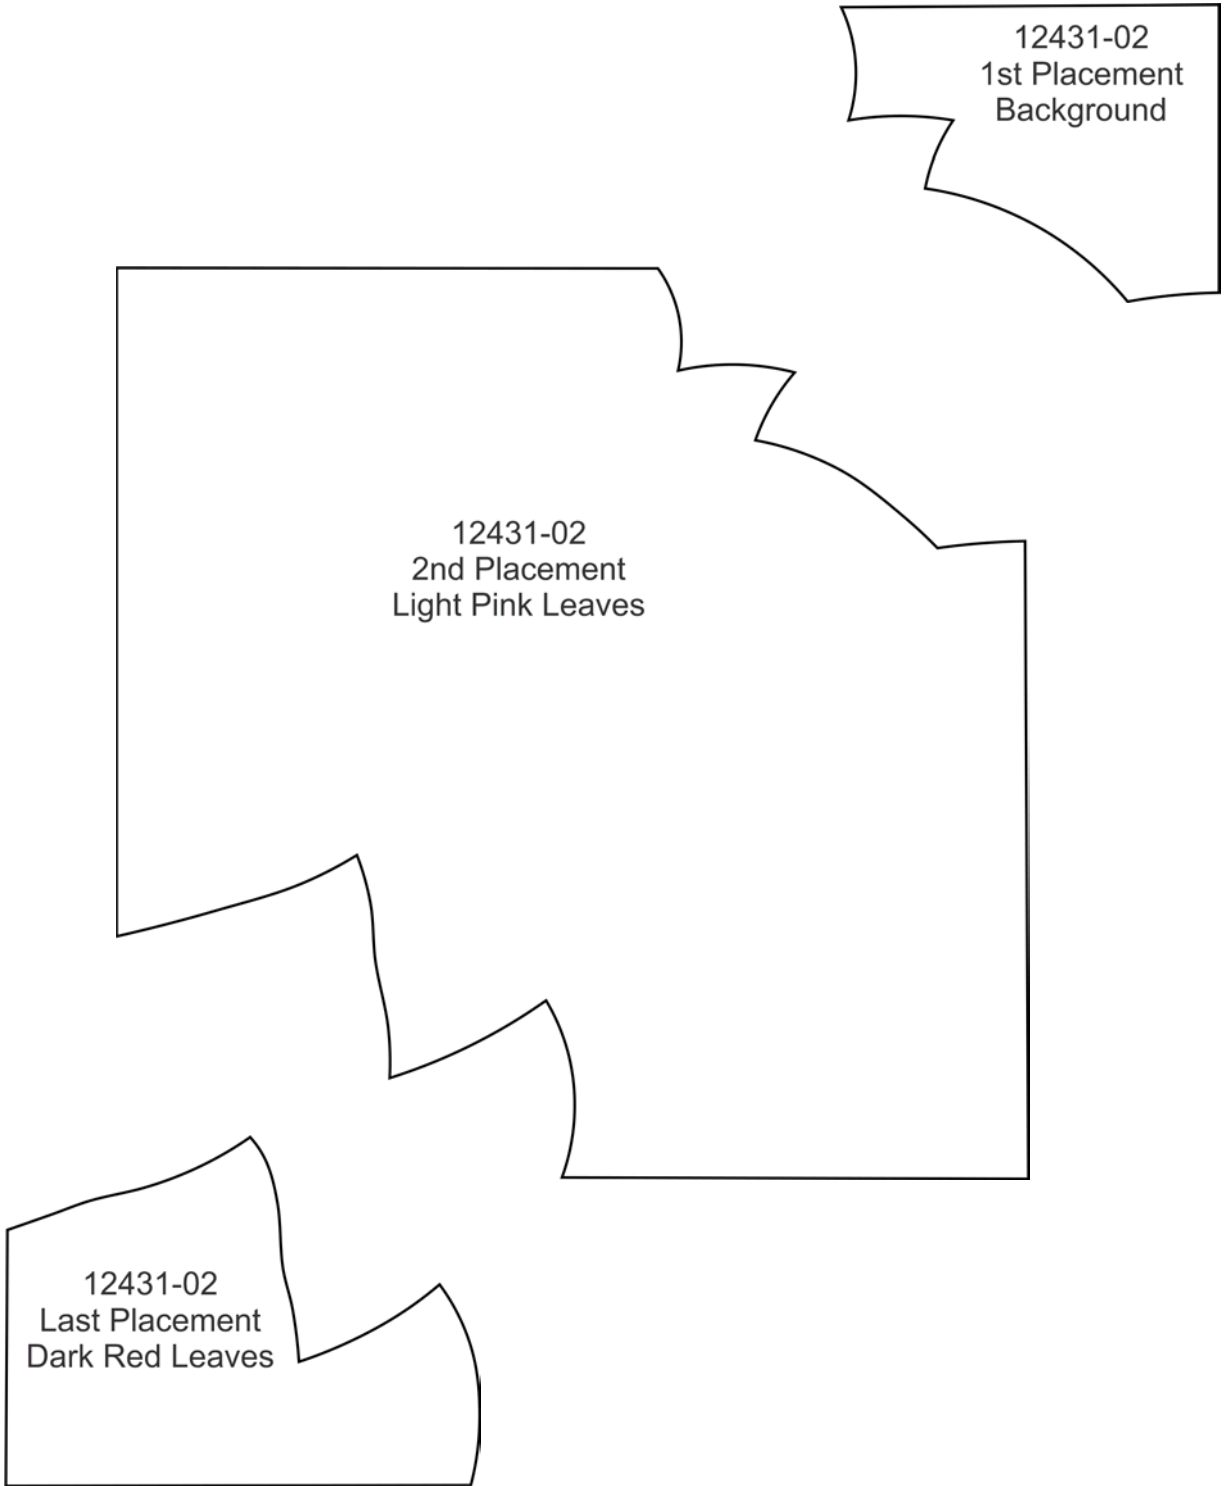 12431-02
1st Placement
Background
12431-02
2nd Placement
Light Pink Leaves
12431-02
Last Placement
Dark Red Leaves